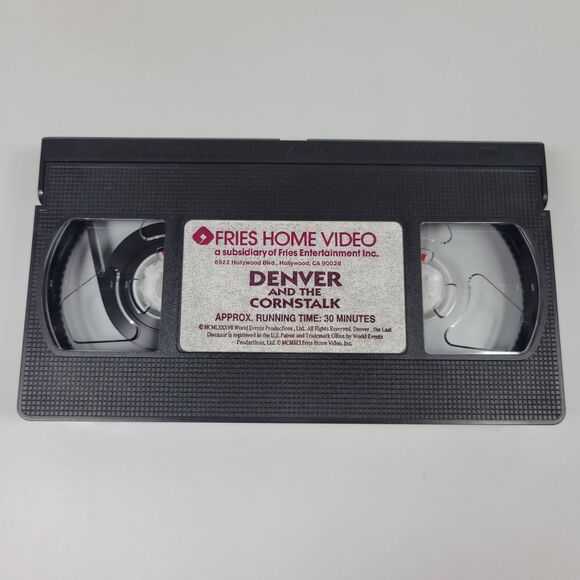 FRIES HOME VIDEO
a subsidiary of Fries Entertainment Inc.
6922 Hollywood Blvd., Hollywood, CA 90028
DENVER
AND THE
CORNSTALK
APPROX. RUNNING TIME: 30 MINUTES
© MCMLXXXVII World Events Productions, Ltd. All Rights Reserved. Denver, the Last
Dinosaur is registered in the U.S. Patent and Trademark Office by World Events
Productions, Ltd. © MCMXCI Fries Home Video, Inc.